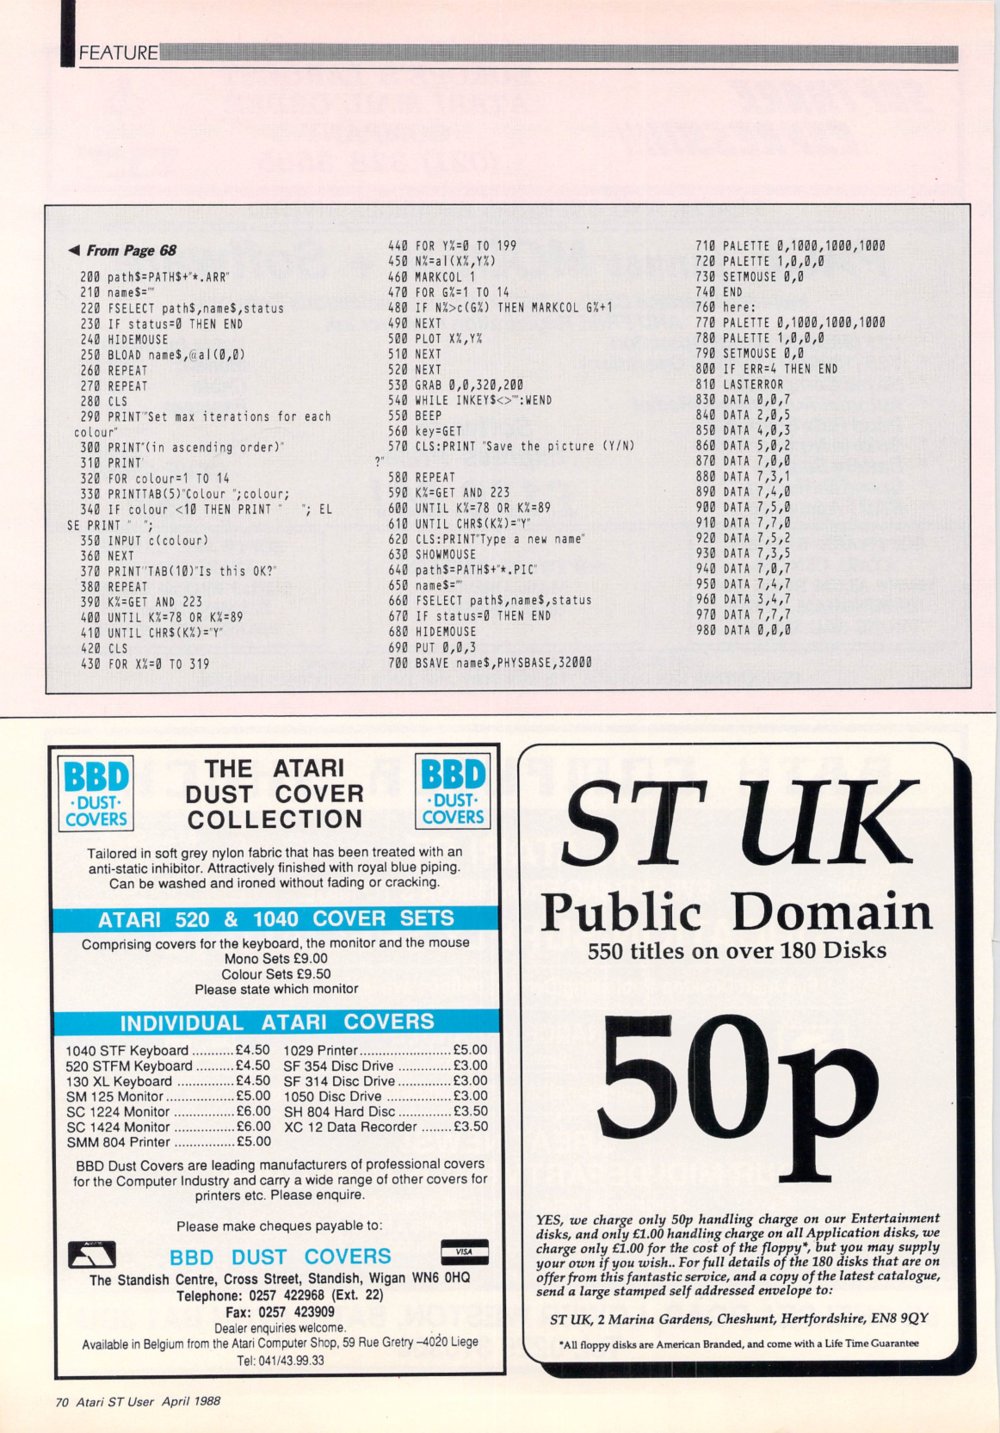 FEATURE
◄ From Page 68
200 path$=PATH$+"*.ARR"
210 name$=""
220 FSELECT path$,name$,status
230 IF status=0 THEN END
240 HIDEMOUSE
250 BLOAD name$,@al(0,0)
260 REPEAT
270 REPEAT
280 CLS
290 PRINT"Set max iterations for each
colour"
300 PRINT"(in ascending order)"
310 PRINT'
320 FOR colour=1 TO 14
330 PRINTTAB(5)"Colour ";colour;
340 IF colour <10 THEN PRINT "   "; EL
SE PRINT "  ";
350 INPUT c(colour)
360 NEXT
370 PRINT''TAB(10)"Is this OK?"
380 REPEAT
390 K%=GET AND 223
400 UNTIL K%=78 OR K%=89
410 UNTIL CHR$(K%)="Y"
420 CLS
430 FOR X%=0 TO 319
440 FOR Y%=0 TO 199
450 N%=al(X%,Y%)
460 MARKCOL 1
470 FOR G%=1 TO 14
480 IF N%>c(G%) THEN MARKCOL G%+1
490 NEXT
500 PLOT X%,Y%
510 NEXT
520 NEXT
530 GRAB 0,0,320,200
540 WHILE INKEY$<>"":WEND
550 BEEP
560 key=GET
570 CLS:PRINT "Save the picture (Y/N)
?"
580 REPEAT
590 K%=GET AND 223
600 UNTIL K%=78 OR K%=89
610 UNTIL CHR$(K%)="Y"
620 CLS:PRINT"Type a new name"
630 SHOWMOUSE
640 path$=PATH$+"*.PIC"
650 name$=""
660 FSELECT path$,name$,status
670 IF status=0 THEN END
680 HIDEMOUSE
690 PUT 0,0,3
700 BSAVE name$,PHYSBASE,32000
710 PALETTE 0,1000,1000,1000
720 PALETTE 1,0,0,0
730 SETMOUSE 0,0
740 END
760 here:
770 PALETTE 0,1000,1000,1000
780 PALETTE 1,0,0,0
790 SETMOUSE 0,0
800 IF ERR=4 THEN END
810 LASTERROR
830 DATA 0,0,7
840 DATA 2,0,5
850 DATA 4,0,3
860 DATA 5,0,2
870 DATA 7,0,0
880 DATA 7,3,1
890 DATA 7,4,0
900 DATA 7,5,0
910 DATA 7,7,0
920 DATA 7,5,2
930 DATA 7,3,5
940 DATA 7,0,7
950 DATA 7,4,7
960 DATA 3,4,7
970 DATA 7,7,7
980 DATA 0,0,0
BBD
·DUST·
COVERS
THE ATARI
DUST COVER
COLLECTION
BBD
·DUST·
COVERS
Tailored in soft grey nylon fabric that has been treated with an
anti-static inhibitor. Attractively finished with royal blue piping.
Can be washed and ironed without fading or cracking.
ATARI 520 & 1040 COVER SETS
Comprising covers for the keyboard, the monitor and the mouse
Mono Sets £9.00
Colour Sets £9.50
Please state which monitor
INDIVIDUAL ATARI COVERS
1040 STF Keyboard ...........£4.50
520 STFM Keyboard ..........£4.50
130 XL Keyboard ..............£4.50
SM 125 Monitor.................£5.00
SC 1224 Monitor ...............£6.00
SC 1424 Monitor ...............£6.00
SMM 804 Printer ...............£5.00
1029 Printer.......................£5.00
SF 354 Disc Drive .............£3.00
SF 314 Disc Drive.............£3.00
1050 Disc Drive ................£3.00
SH 804 Hard Disc.............£3.50
XC 12 Data Recorder ........£3.50
BBD Dust Covers are leading manufacturers of professional covers
for the Computer Industry and carry a wide range of other covers for
printers etc. Please enquire.
Please make cheques payable to:
BBD DUST COVERS
VISA
The Standish Centre, Cross Street, Standish, Wigan WN6 0HQ
Telephone: 0257 422968 (Ext. 22)
Fax: 0257 423909
Dealer enquiries welcome.
Available in Belgium from the Atari Computer Shop, 59 Rue Gretry –4020 Liege
Tel: 041/43.99.33
ST UK
Public Domain
550 titles on over 180 Disks
50p
YES, we charge only 50p handling charge on our Entertainment
disks, and only £1.00 handling charge on all Application disks, we
charge only £1.00 for the cost of the floppy*, but you may supply
your own if you wish.. For full details of the 180 disks that are on
offer from this fantastic service, and a copy of the latest catalogue,
send a large stamped self addressed envelope to:
ST UK, 2 Marina Gardens, Cheshunt, Hertfordshire, EN8 9QY
*All floppy disks are American Branded, and come with a Life Time Guarantee
70 Atari ST User April 1988